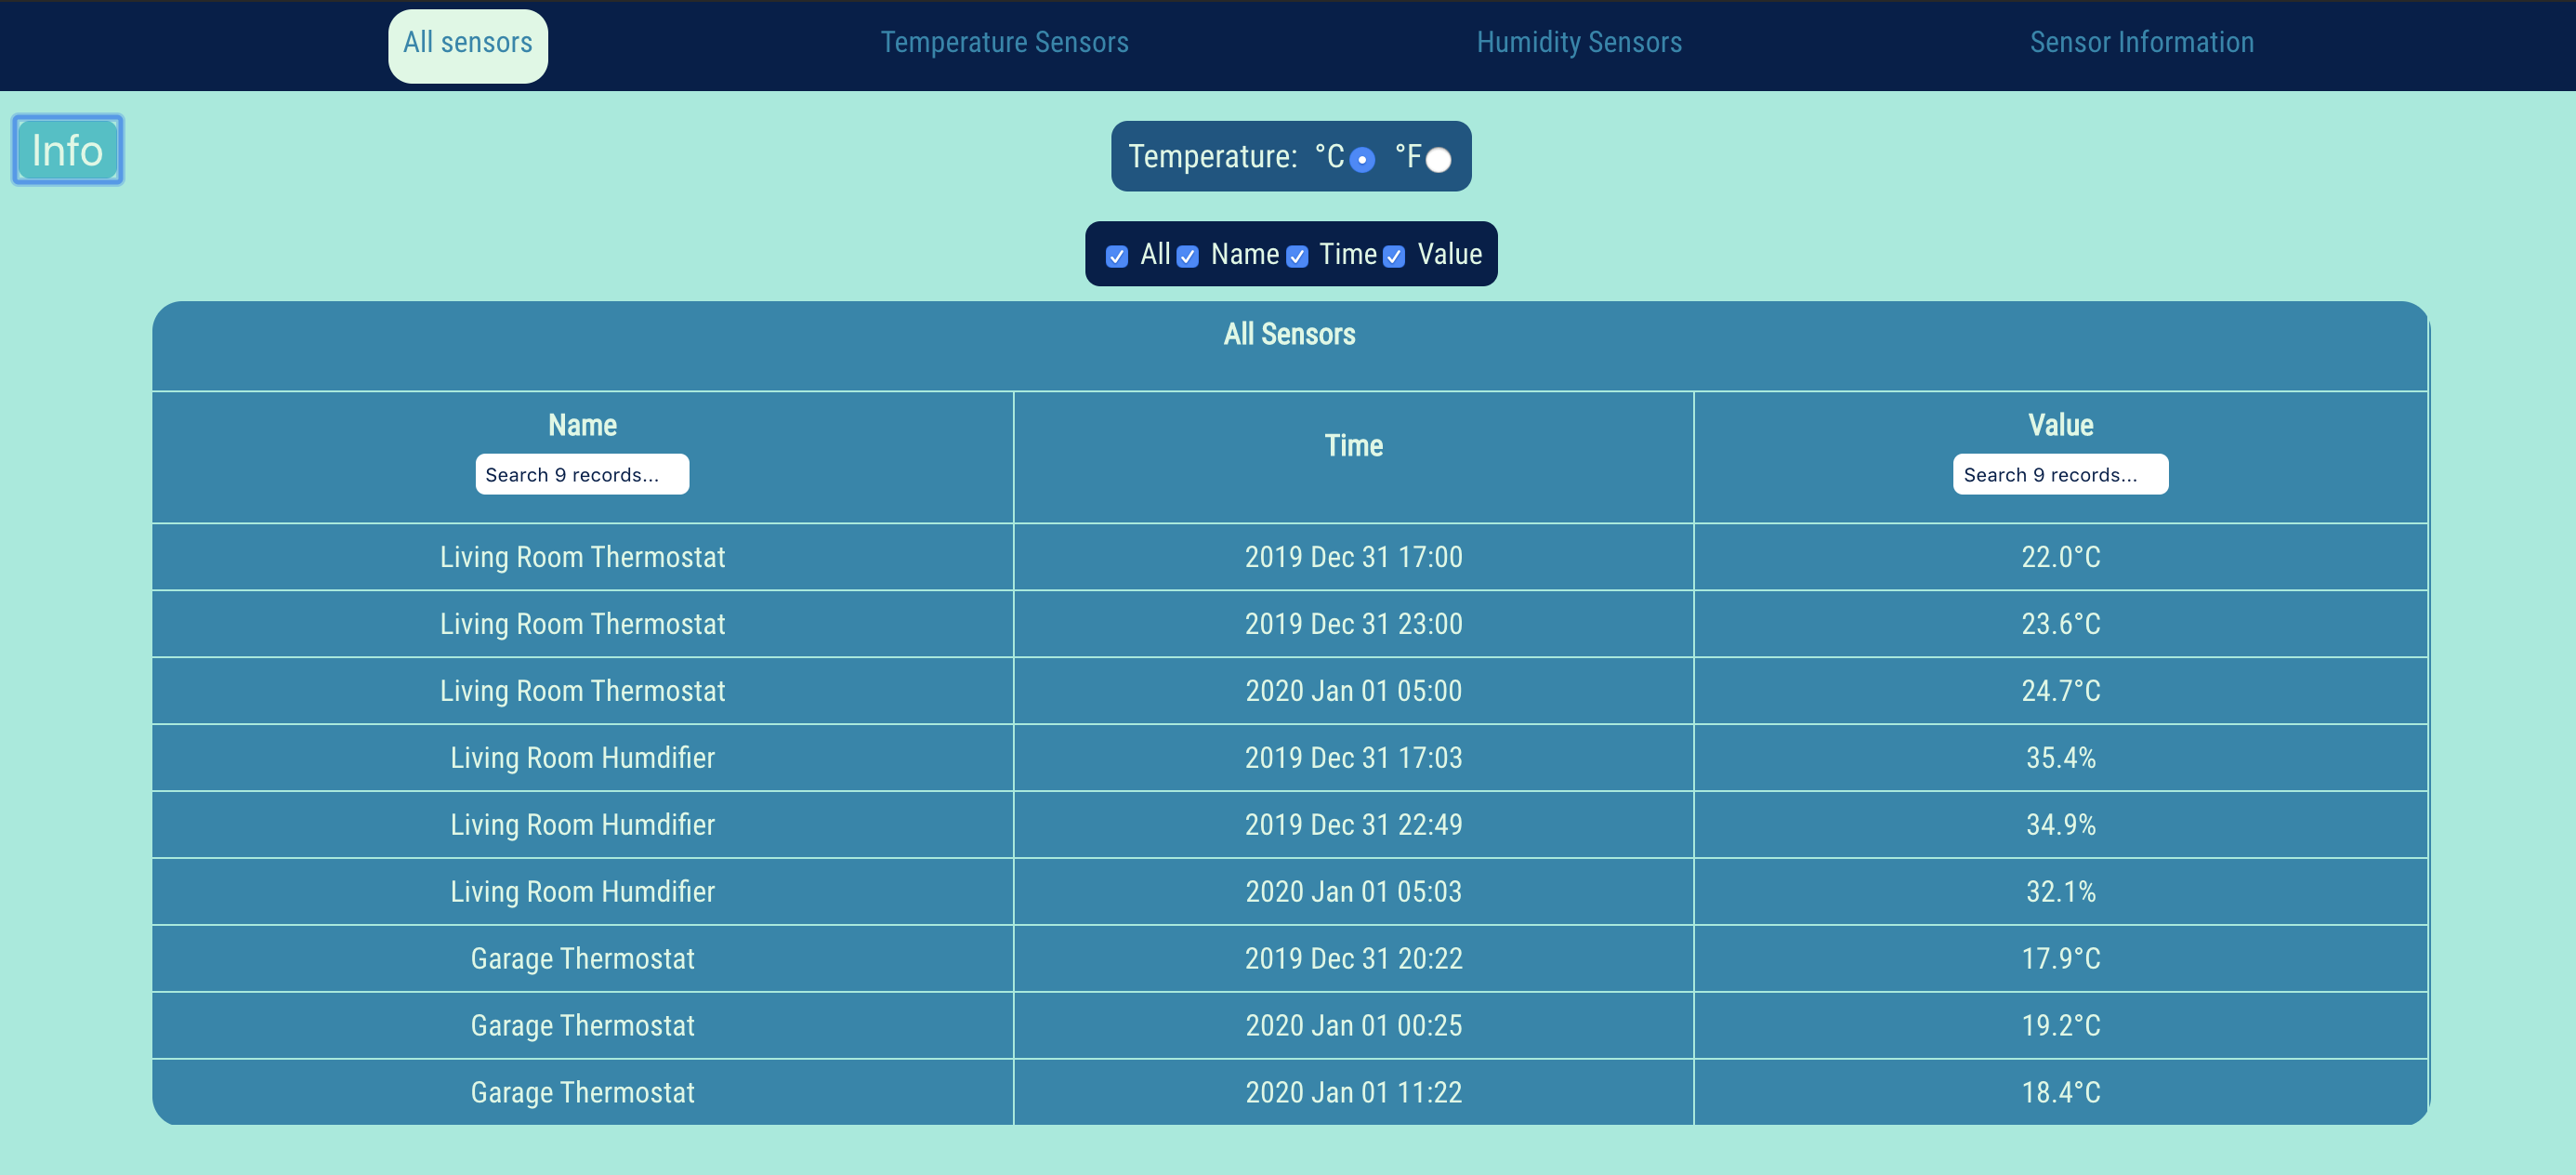 All sensors Temperature Sensors Humidity Sensors Sensor Information
Info
Temperature: °C °F
All Name Time Value
All Sensors
Name Time Value
Search 9 records... Search 9 records...
Living Room Thermostat 2019 Dec 31 17:00 22.0°C
Living Room Thermostat 2019 Dec 31 23:00 23.6°C
Living Room Thermostat 2020 Jan 01 05:00 24.7°C
Living Room Humdifier 2019 Dec 31 17:03 35.4%
Living Room Humdifier 2019 Dec 31 22:49 34.9%
Living Room Humdifier 2020 Jan 01 05:03 32.1%
Garage Thermostat 2019 Dec 31 20:22 17.9°C
Garage Thermostat 2020 Jan 01 00:25 19.2°C
Garage Thermostat 2020 Jan 01 11:22 18.4°C